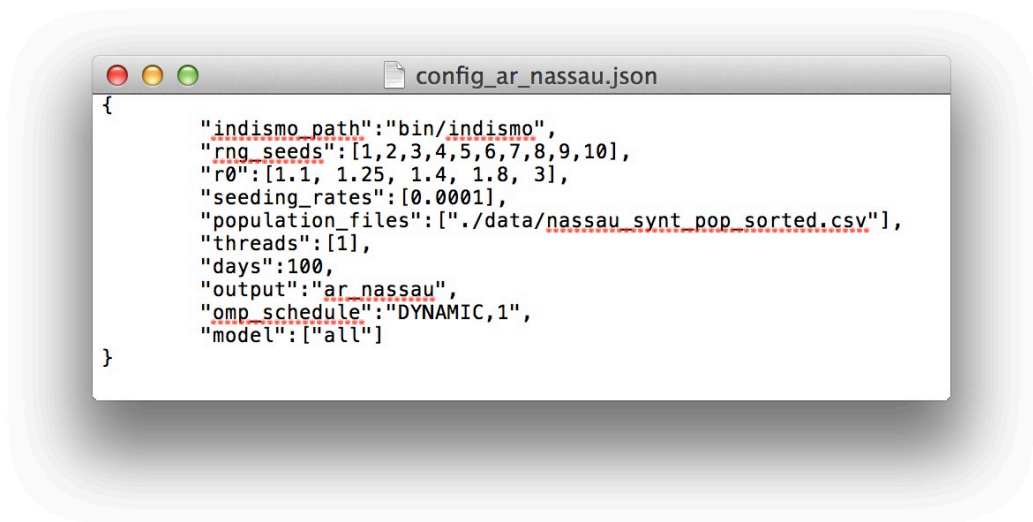 config_ar_nassau.json
{
"indismo_path":"bin/indismo",
"rng_seeds":[1,2,3,4,5,6,7,8,9,10],
"r0":[1.1, 1.25, 1.4, 1.8, 3],
"seeding_rates":[0.0001],
"population_files":["./data/nassau_synt_pop_sorted.csv"],
"threads":[1],
"days":100,
"output":"ar_nassau",
"omp_schedule":"DYNAMIC,1",
"model":["all"]
}